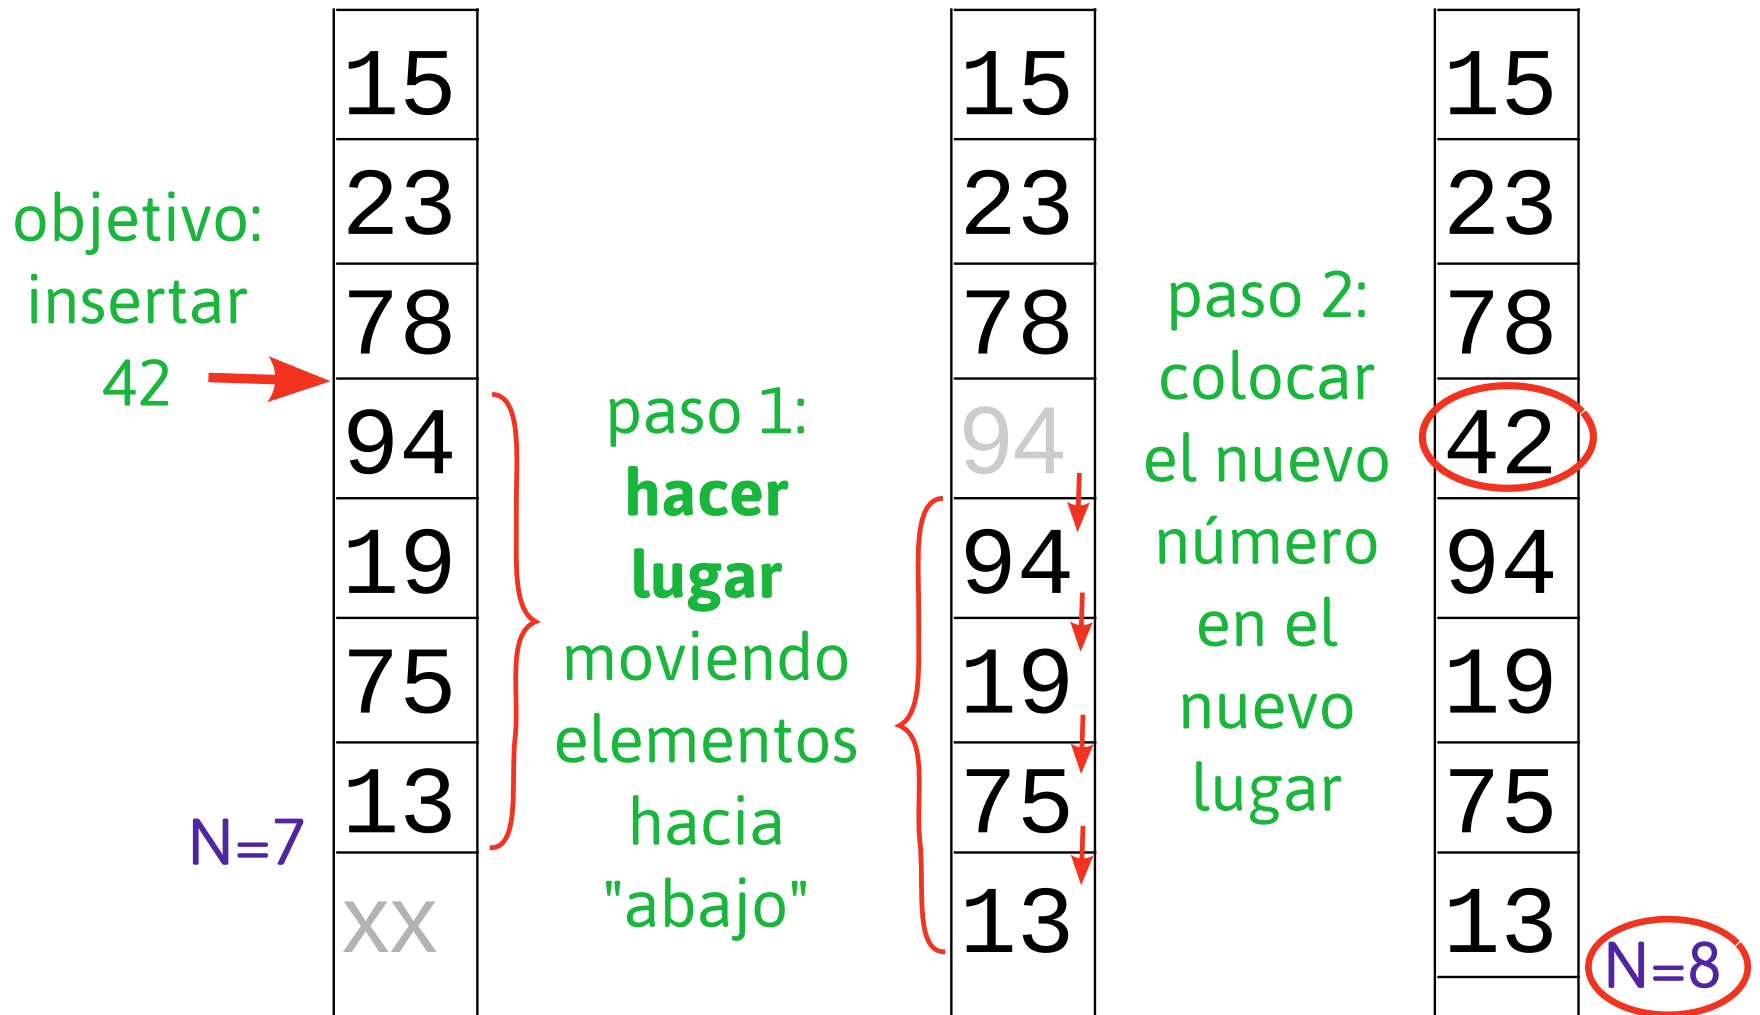 objetivo:
insertar
42
15
23
78
94
19
75
13
xx
N=7
paso 1:
hacer
lugar
moviendo
elementos
hacia
"abajo"
15
23
78
94
94
19
75
13
paso 2:
colocar
el nuevo
número
en el
nuevo
lugar
15
23
78
42
94
19
75
13
N=8